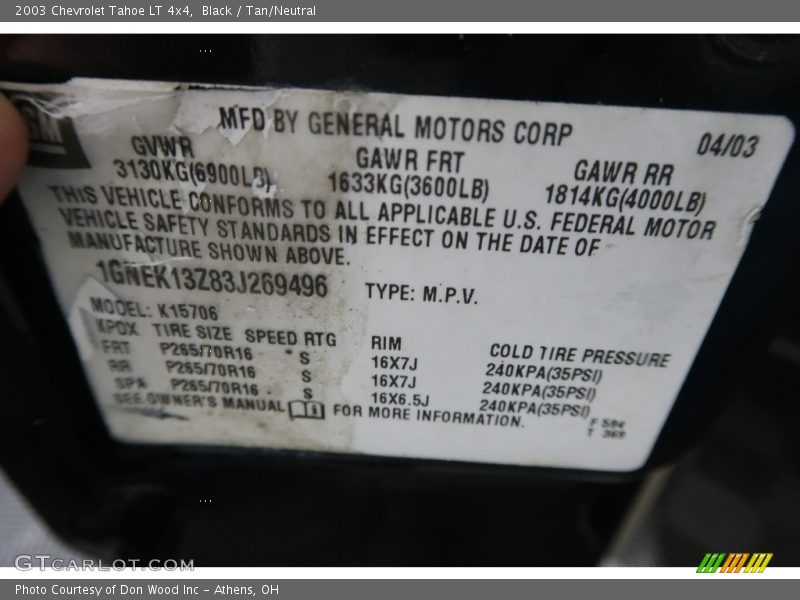 2003 Chevrolet Tahoe LT 4x4, Black / Tan/Neutral
GM
MFD BY GENERAL MOTORS CORP 04/03
GVWR GAWR FRT GAWR RR
3130KG(6900LB) 1633KG(3600LB) 1814KG(4000LB)
THIS VEHICLE CONFORMS TO ALL APPLICABLE U.S. FEDERAL MOTOR
VEHICLE SAFETY STANDARDS IN EFFECT ON THE DATE OF
MANUFACTURE SHOWN ABOVE.
1GNEK13Z83J269496 TYPE: M.P.V.
MODEL: K15706
XPDX TIRE SIZE SPEED RTG RIM COLD TIRE PRESSURE
FRT P265/70R16 S 16X7J 240KPA(35PSI)
RR P265/70R16 S 16X7J 240KPA(35PSI)
SPA P265/70R16 S 16X6.5J 240KPA(35PSI)
SEE OWNER'S MANUAL FOR MORE INFORMATION.
F 594
T 369
GTCARLOT.COM
Photo Courtesy of Don Wood Inc - Athens, OH